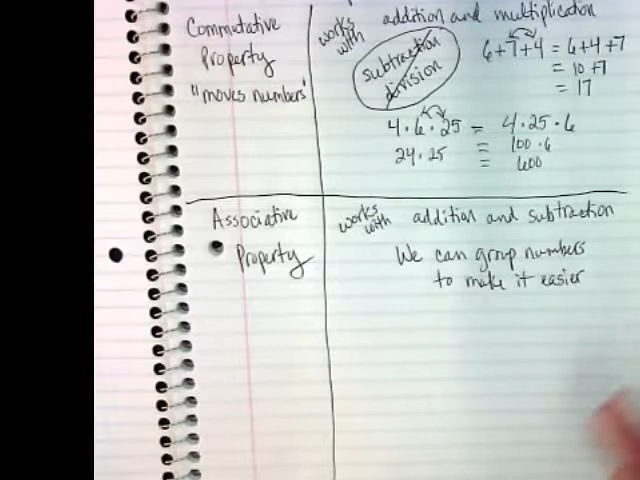 Commutative
Property
"moves numbers"
works with addition and multiplication
subtraction
division
6+7+4 = 6+4+7
= 10+7
= 17
4·6·25 = 4·25·6
24·25 = 100·6
= 600
Associative
Property
works with addition and subtraction
We can group numbers
to make it easier